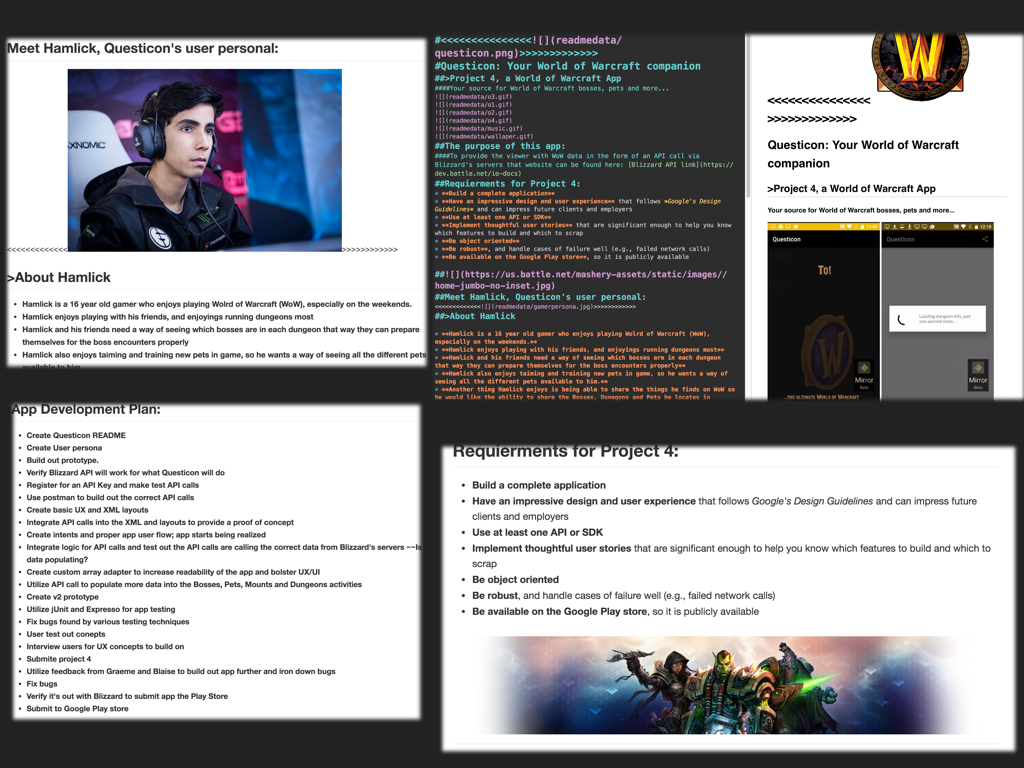 Meet Hamlick, Questicon's user personal:
XNOMIC
<<<<<<<<<<<<< >>>>>>>>>>>>
>About Hamlick
• Hamlick is a 16 year old gamer who enjoys playing Wolrd of Warcraft (WoW), especially on the weekends.
• Hamlick enjoys playing with his friends, and enjoyings running dungeons most
• Hamlick and his friends need a way of seeing which bosses are in each dungeon that way they can prepare
themselves for the boss encounters properly
• Hamlick also enjoys taiming and training new pets in game, so he wants a way of seeing all the different pets
available to him
#<<<<<<<<<<<<<<<![](readmedata/
questicon.png)>>>>>>>>>>>>>
#Questicon: Your World of Warcraft companion
##>Project 4, a World of Warcraft App
####Your source for World of Warcraft bosses, pets and more...
![](readmedata/o3.gif)
![](readmedata/o1.gif)
![](readmedata/o2.gif)
![](readmedata/o4.gif)
![](readmedata/music.gif)
![](readmedata/wallaper.gif)
##The purpose of this app:
####To provide the viewer with WoW data in the form of an API call via
Blizzard's servers that website can be found here: [Blizzard API link](https://
dev.battle.net/io-docs)
##Requierments for Project 4:
* **Build a complete application**
* **Have an impressive design and user experience** that follows *Google's Design
Guidelines* and can impress future clients and employers
* **Use at least one API or SDK**
* **Implement thoughtful user stories** that are significant enough to help you know
which features to build and which to scrap
* **Be object oriented**
* **Be robust**, and handle cases of failure well (e.g., failed network calls)
* **Be available on the Google Play store**, so it is publicly available
##![](https://us.battle.net/mashery-assets/static/images//
home-jumbo-no-inset.jpg)
##Meet Hamlick, Questicon's user personal:
<<<<<<<<<<<<<![](readmedata/gamerpersona.jpg)>>>>>>>>>>>>
##>About Hamlick
* **Hamlick is a 16 year old gamer who enjoys playing Wolrd of Warcraft (WoW),
especially on the weekends.**
* **Hamlick enjoys playing with his friends, and enjoyings running dungeons most**
* **Hamlick and his friends need a way of seeing which bosses are in each dungeon
that way they can prepare themselves for the boss encounters properly**
* **Hamlick also enjoys taiming and training new pets in game, so he wants a way of
seeing all the different pets available to him.**
* **Another thing Hamlick enjoys is being able to share the things he finds on WoW so
he would like the ability to share the Bosses, Dunegons and Pets he locates in
W
<<<<<<<<<<<<<<<
>>>>>>>>>>>>>
Questicon: Your World of Warcraft
companion
>Project 4, a World of Warcraft App
Your source for World of Warcraft bosses, pets and more...
Questicon
To!
W
Mirror
Beta
...THE ULTIMATE WORLD OF WARCRAFT
12:18
Questicon
Loading dungeon info, just
one second more...
Mirror
Beta
App Development Plan:
• Create Questicon README
• Create User persona
• Build out prototype.
• Verify Blizzard API will work for what Questicon will do
• Register for an API Key and make test API calls
• Use postman to build out the correct API calls
• Create basic UX and XML layouts
• Integrate API calls into the XML and layouts to provide a proof of concept
• Create intents and proper app user flow; app starts being realized
• Integrate logic for API calls and test out the API calls are calling the correct data from Blizzard's servers ~~Is
data populating?
• Create custom array adapter to increase readability of the app and bolster UX/UI
• Utilize API call to populate more data into the Bosses, Pets, Mounts and Dungeons activities
• Create v2 prototype
• Utilize jUnit and Expresso for app testing
• Fix bugs found by various testing techniques
• User test out conepts
• Interview users for UX concepts to build on
• Submite project 4
• Utilize feedback from Graeme and Blaise to build out app further and iron down bugs
• Fix bugs
• Verify it's out with Blizzard to submit app the Play Store
• Submit to Google Play store
Requierments for Project 4:
• Build a complete application
• Have an impressive design and user experience that follows Google's Design Guidelines and can impress future
clients and employers
• Use at least one API or SDK
• Implement thoughtful user stories that are significant enough to help you know which features to build and which to
scrap
• Be object oriented
• Be robust, and handle cases of failure well (e.g., failed network calls)
• Be available on the Google Play store, so it is publicly available